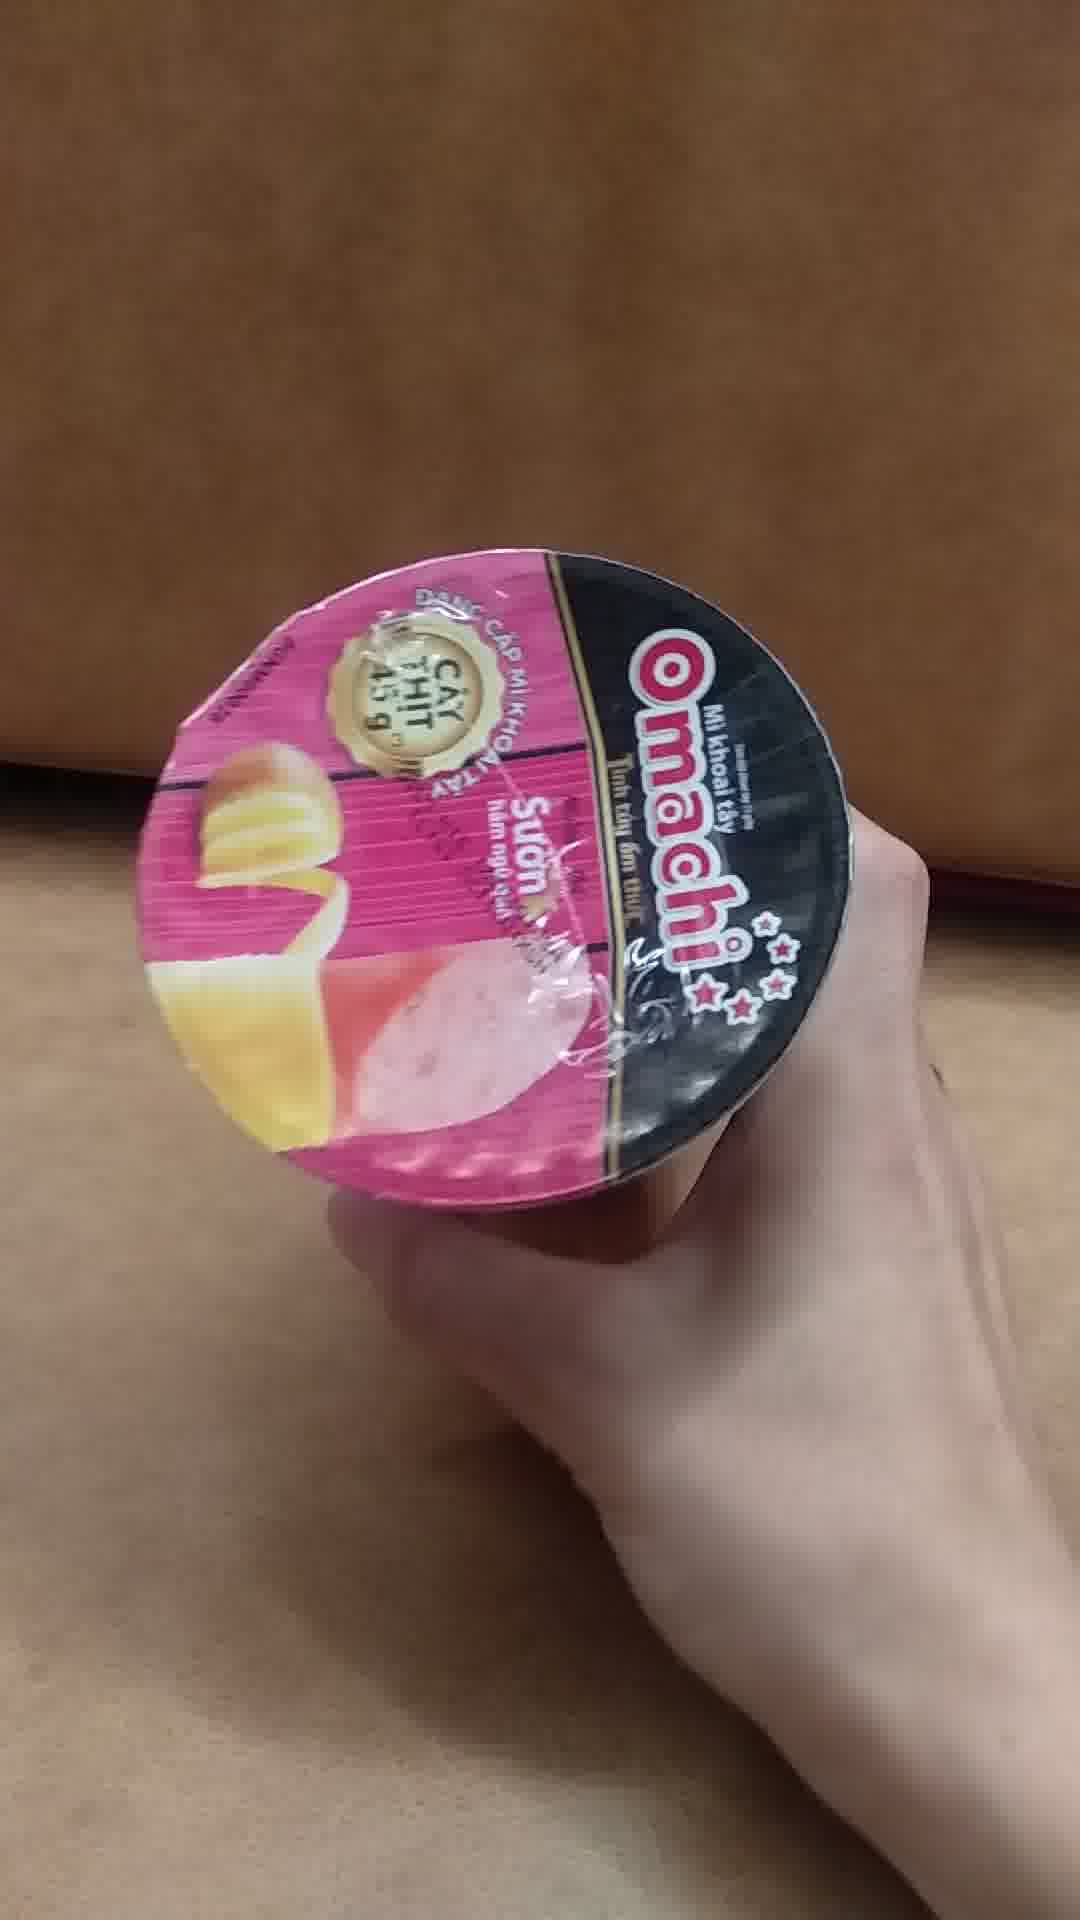 Omachi
Mì khoai tây
Tinh túy ẩm thực
Sườn
hầm ngũ quả
ĐẲNG CẤP MÌ KHOAI TÂY
CÂY
THỊT
45 g